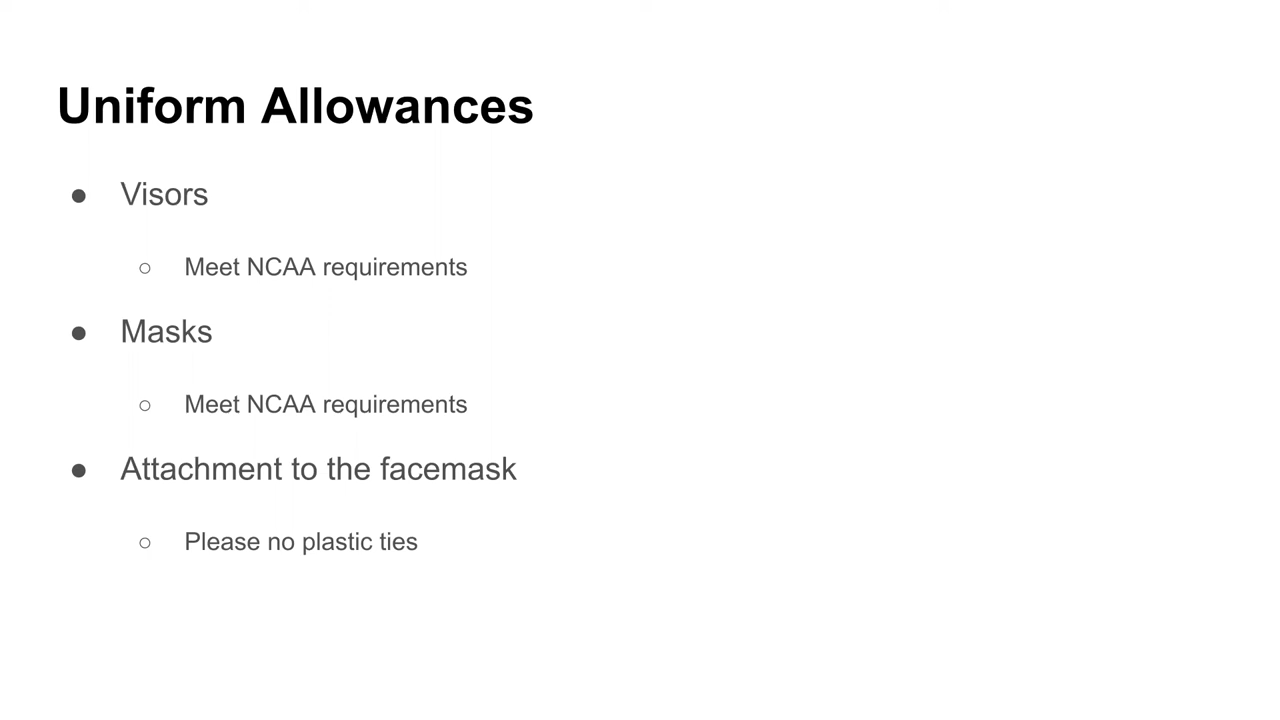 Uniform Allowances
● Visors
○ Meet NCAA requirements
● Masks
○ Meet NCAA requirements
● Attachment to the facemask
○ Please no plastic ties